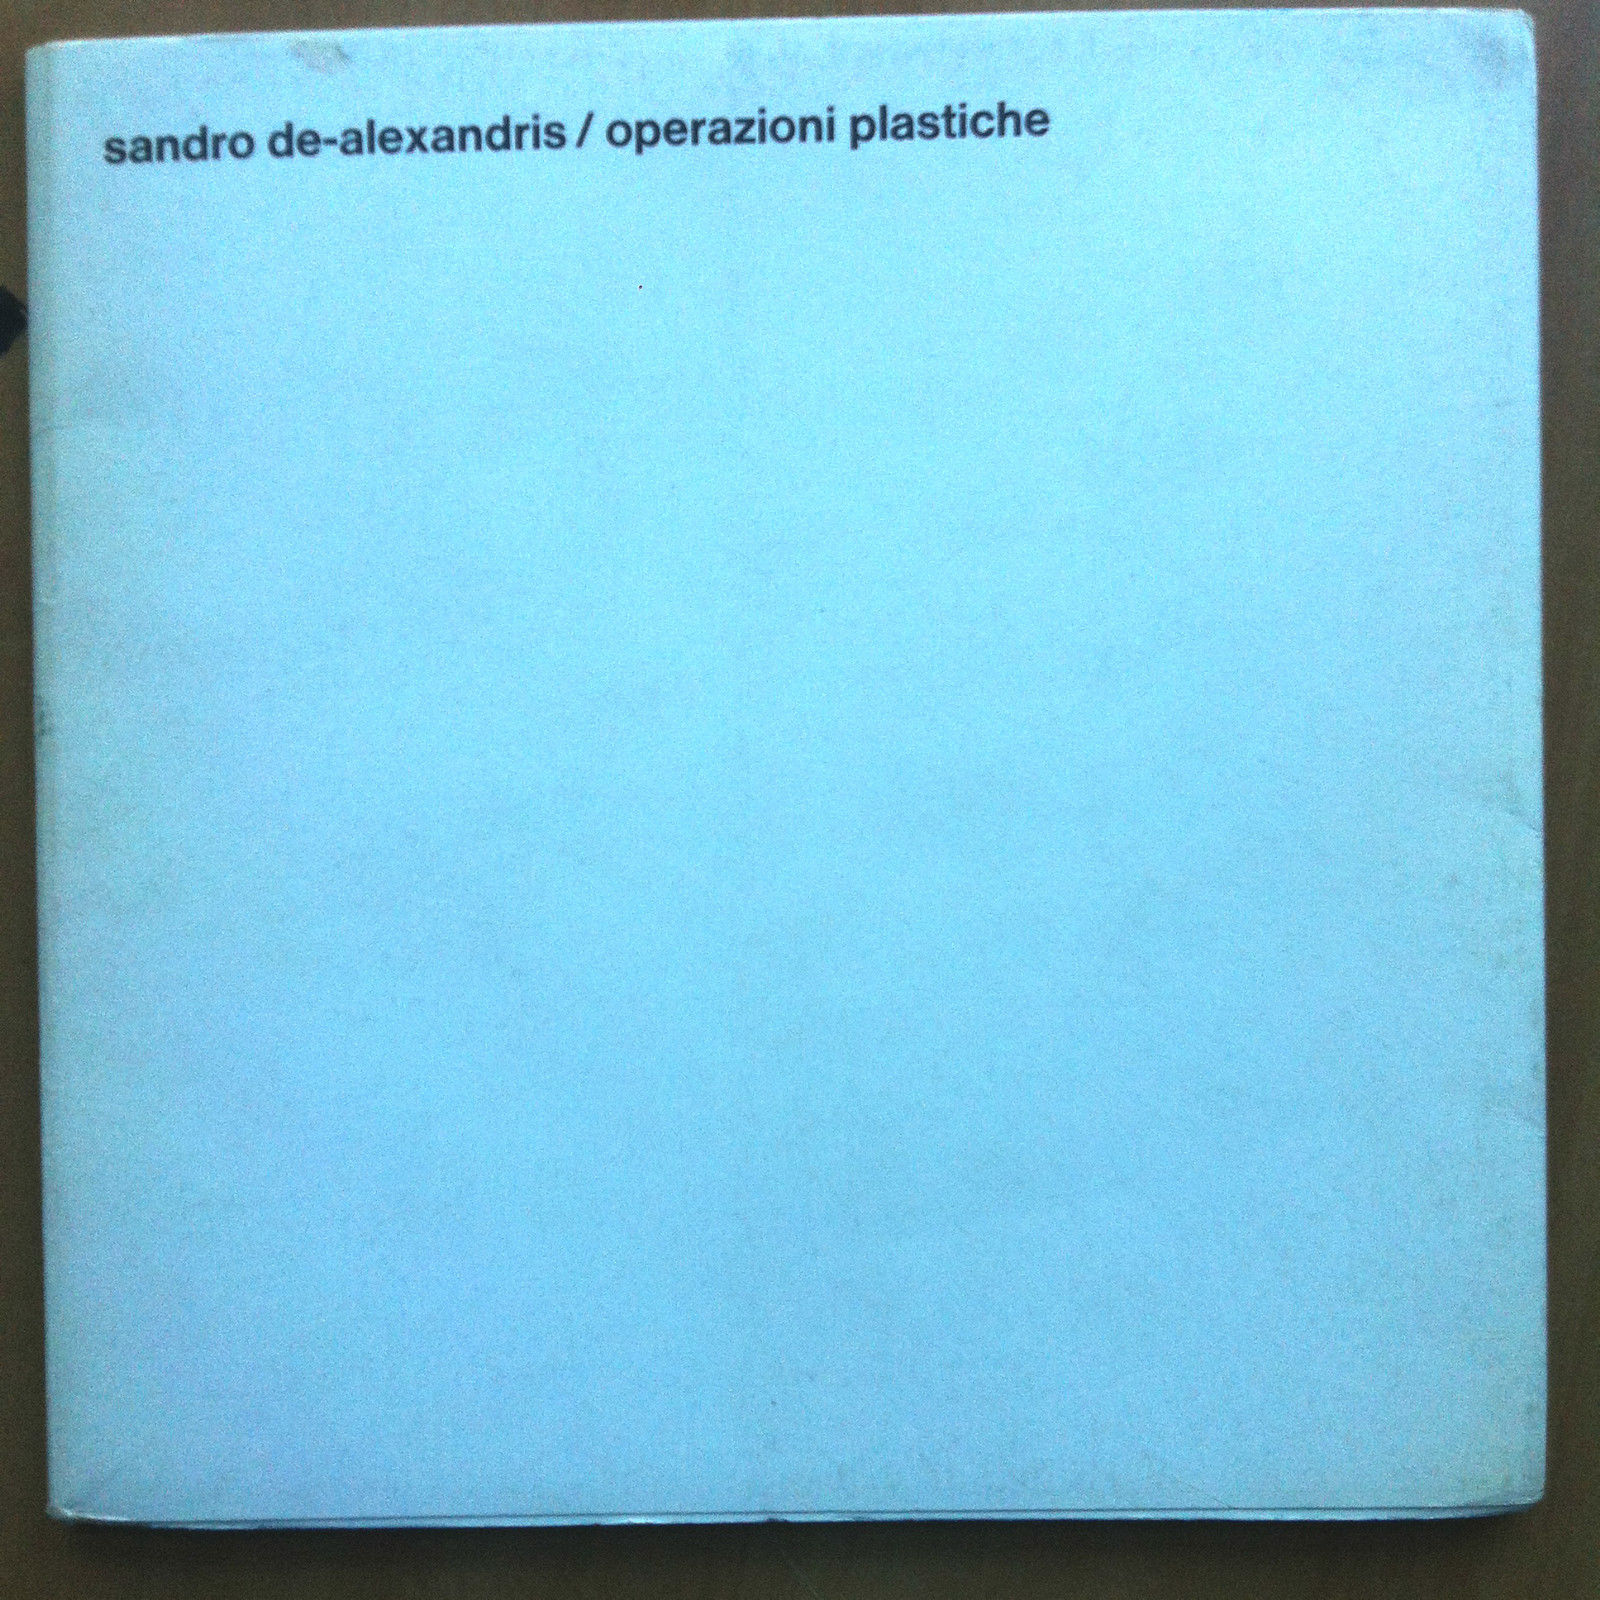 sandro de-alexandris / operazioni plastiche